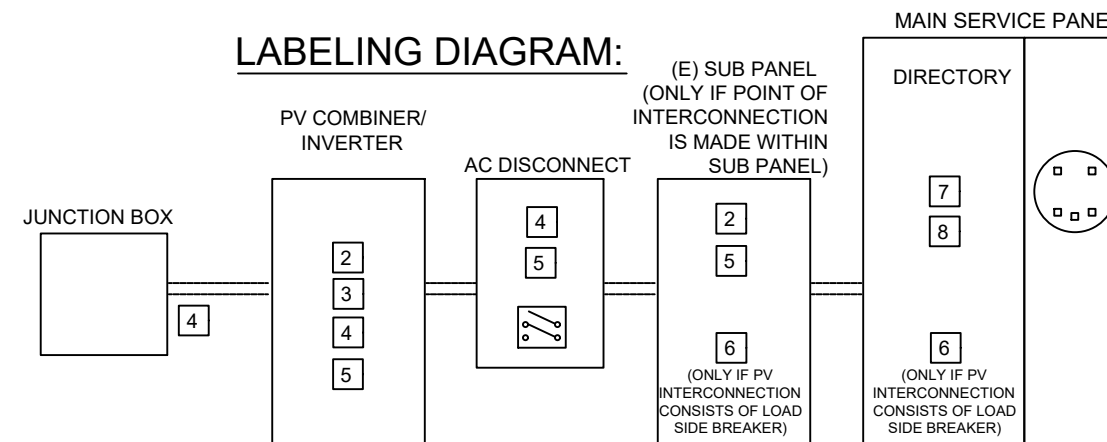 LABELING DIAGRAM:
JUNCTION BOX
4
PV COMBINER/
INVERTER
2
3
4
5
AC DISCONNECT
4
5
(E) SUB PANEL
(ONLY IF POINT OF
INTERCONNECTION
IS MADE WITHIN
SUB PANEL)
2
5
6
(ONLY IF PV
INTERCONNECTION
CONSISTS OF LOAD
SIDE BREAKER)
MAIN SERVICE PANE
DIRECTORY
7
8
6
(ONLY IF PV
INTERCONNECTION
CONSISTS OF LOAD
SIDE BREAKER)